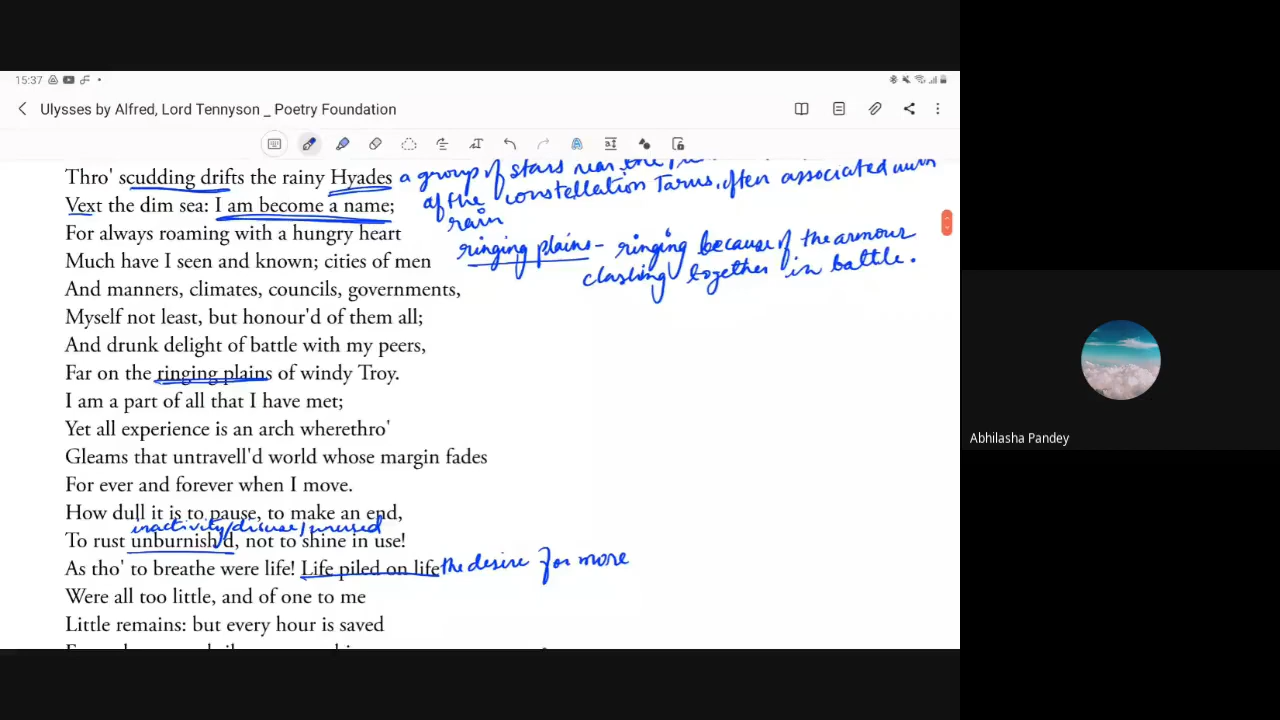 15:37
Ulysses by Alfred, Lord Tennyson _ Poetry Foundation
Thro' scudding drifts the rainy Hyades a group of stars near the
of the constellation Tarus, often associated with
Vext the dim sea: I am become a name;
rain
For always roaming with a hungry heart
ringing plains - ringing because of the armour
Much have I seen and known; cities of men
clashing together in battle.
And manners, climates, councils, governments,
Myself not least, but honour'd of them all;
And drunk delight of battle with my peers,
Far on the ringing plains of windy Troy.
I am a part of all that I have met;
Yet all experience is an arch wherethro'
Gleams that untravell'd world whose margin fades
For ever and forever when I move.
How dull it is to pause, to make an end,
inactivity/disuse/unused
To rust unburnish'd, not to shine in use!
As tho' to breathe were life! Life piled on life the desire for more
Were all too little, and of one to me
Little remains: but every hour is saved
Abhilasha Pandey